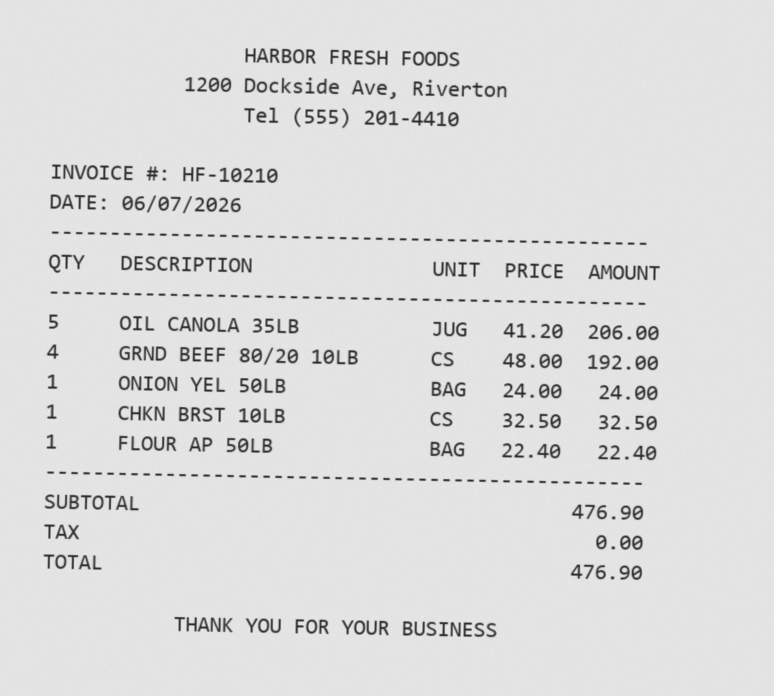 HARBOR FRESH FOODS
1200 Dockside Ave, Riverton
Tel (555) 201-4410
INVOICE #: HF-10210
DATE: 06/07/2026
--------------------------------------------------
QTY DESCRIPTION UNIT PRICE AMOUNT
--------------------------------------------------
5 OIL CANOLA 35LB JUG 41.20 206.00
4 GRND BEEF 80/20 10LB CS 48.00 192.00
1 ONION YEL 50LB BAG 24.00 24.00
1 CHKN BRST 10LB CS 32.50 32.50
1 FLOUR AP 50LB BAG 22.40 22.40
--------------------------------------------------
SUBTOTAL 476.90
TAX 0.00
TOTAL 476.90
THANK YOU FOR YOUR BUSINESS